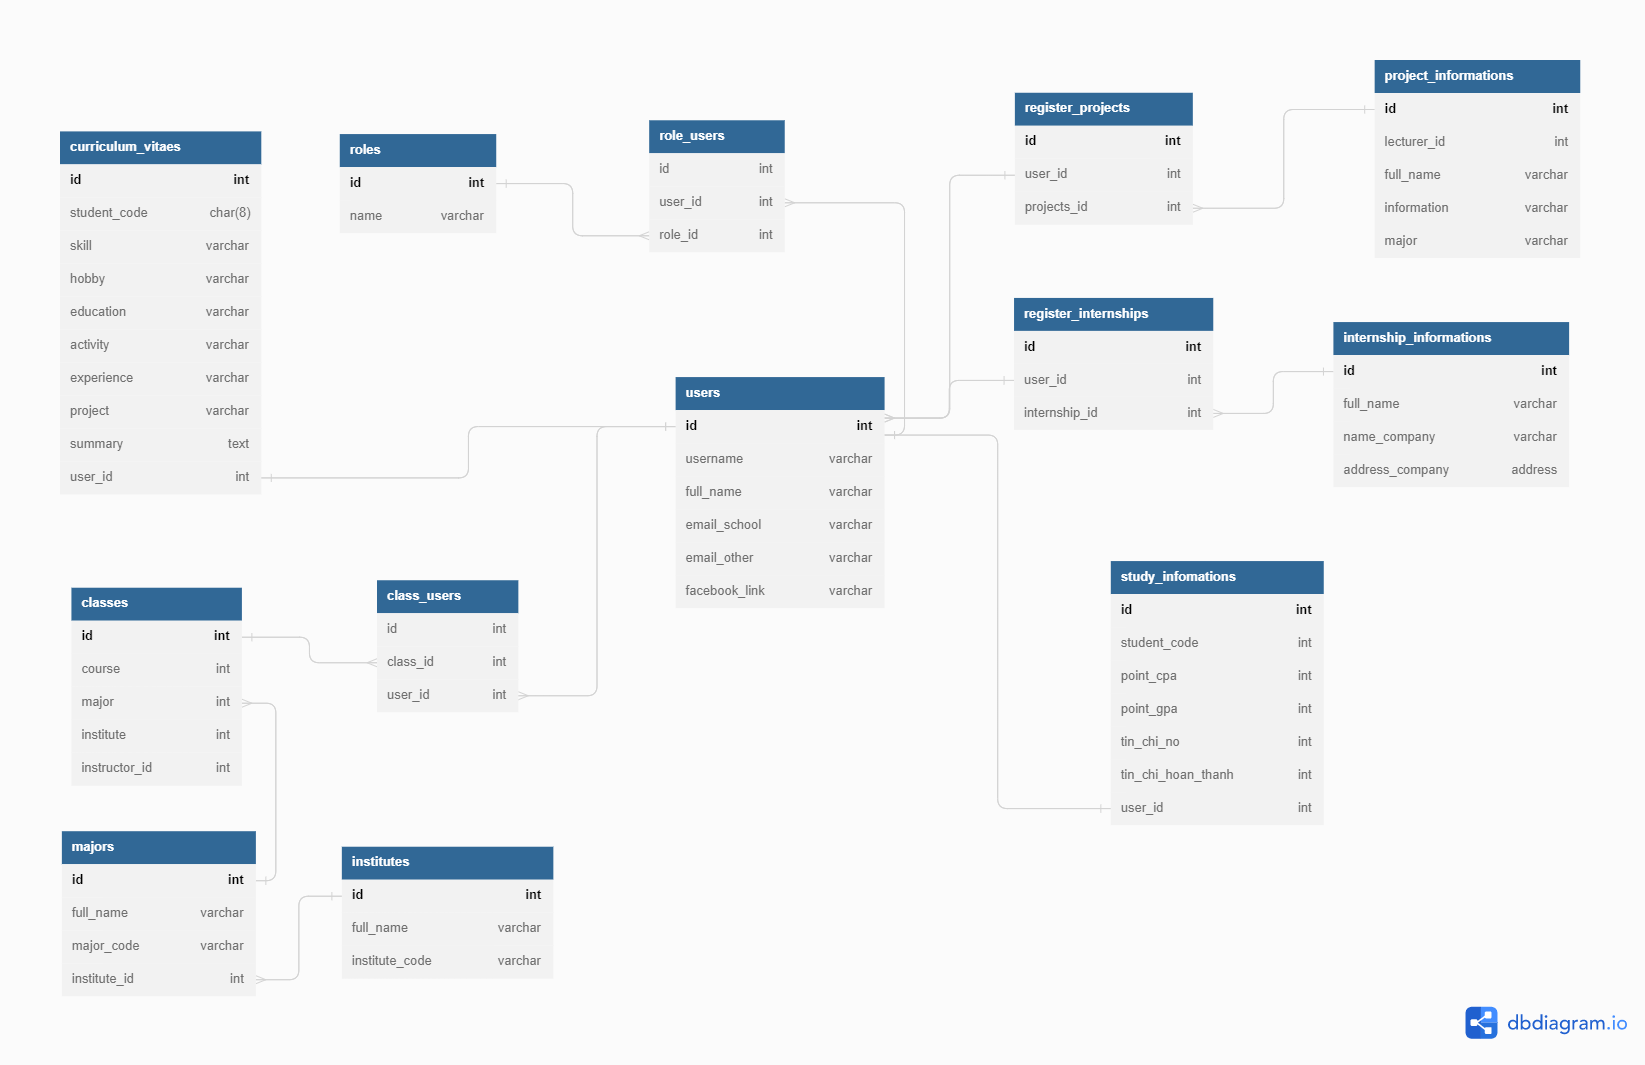 curriculum_vitaes
id int
student_code char(8)
skill varchar
hobby varchar
education varchar
activity varchar
experience varchar
project varchar
summary text
user_id int
roles
id int
name varchar
role_users
id int
user_id int
role_id int
register_projects
id int
user_id int
projects_id int
project_informations
id int
lecturer_id int
full_name varchar
information varchar
major varchar
register_internships
id int
user_id int
internship_id int
internship_informations
id int
full_name varchar
name_company varchar
address_company address
users
id int
username varchar
full_name varchar
email_school varchar
email_other varchar
facebook_link varchar
classes
id int
course int
major int
institute int
instructor_id int
class_users
id int
class_id int
user_id int
study_infomations
id int
student_code int
point_cpa int
point_gpa int
tin_chi_no int
tin_chi_hoan_thanh int
user_id int
majors
id int
full_name varchar
major_code varchar
institute_id int
institutes
id int
full_name varchar
institute_code varchar
dbdiagram.io